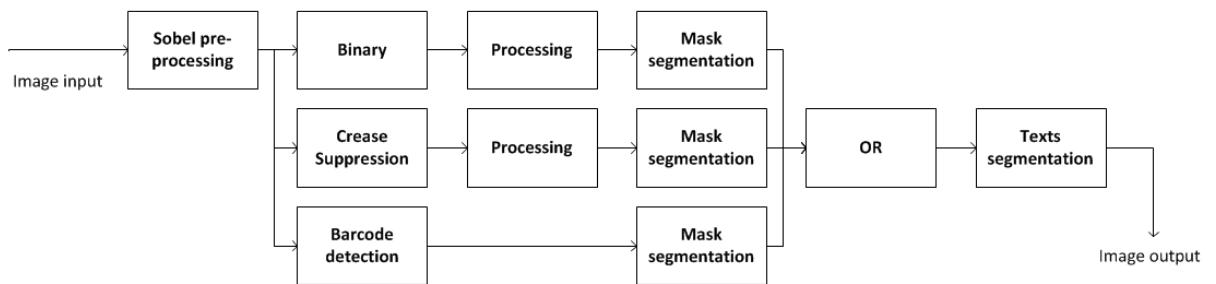 Image input
Sobel pre-
processing
Binary
Processing
Mask
segmentation
Crease
Suppression
Processing
Mask
segmentation
OR
Texts
segmentation
Barcode
detection
Mask
segmentation
Image output